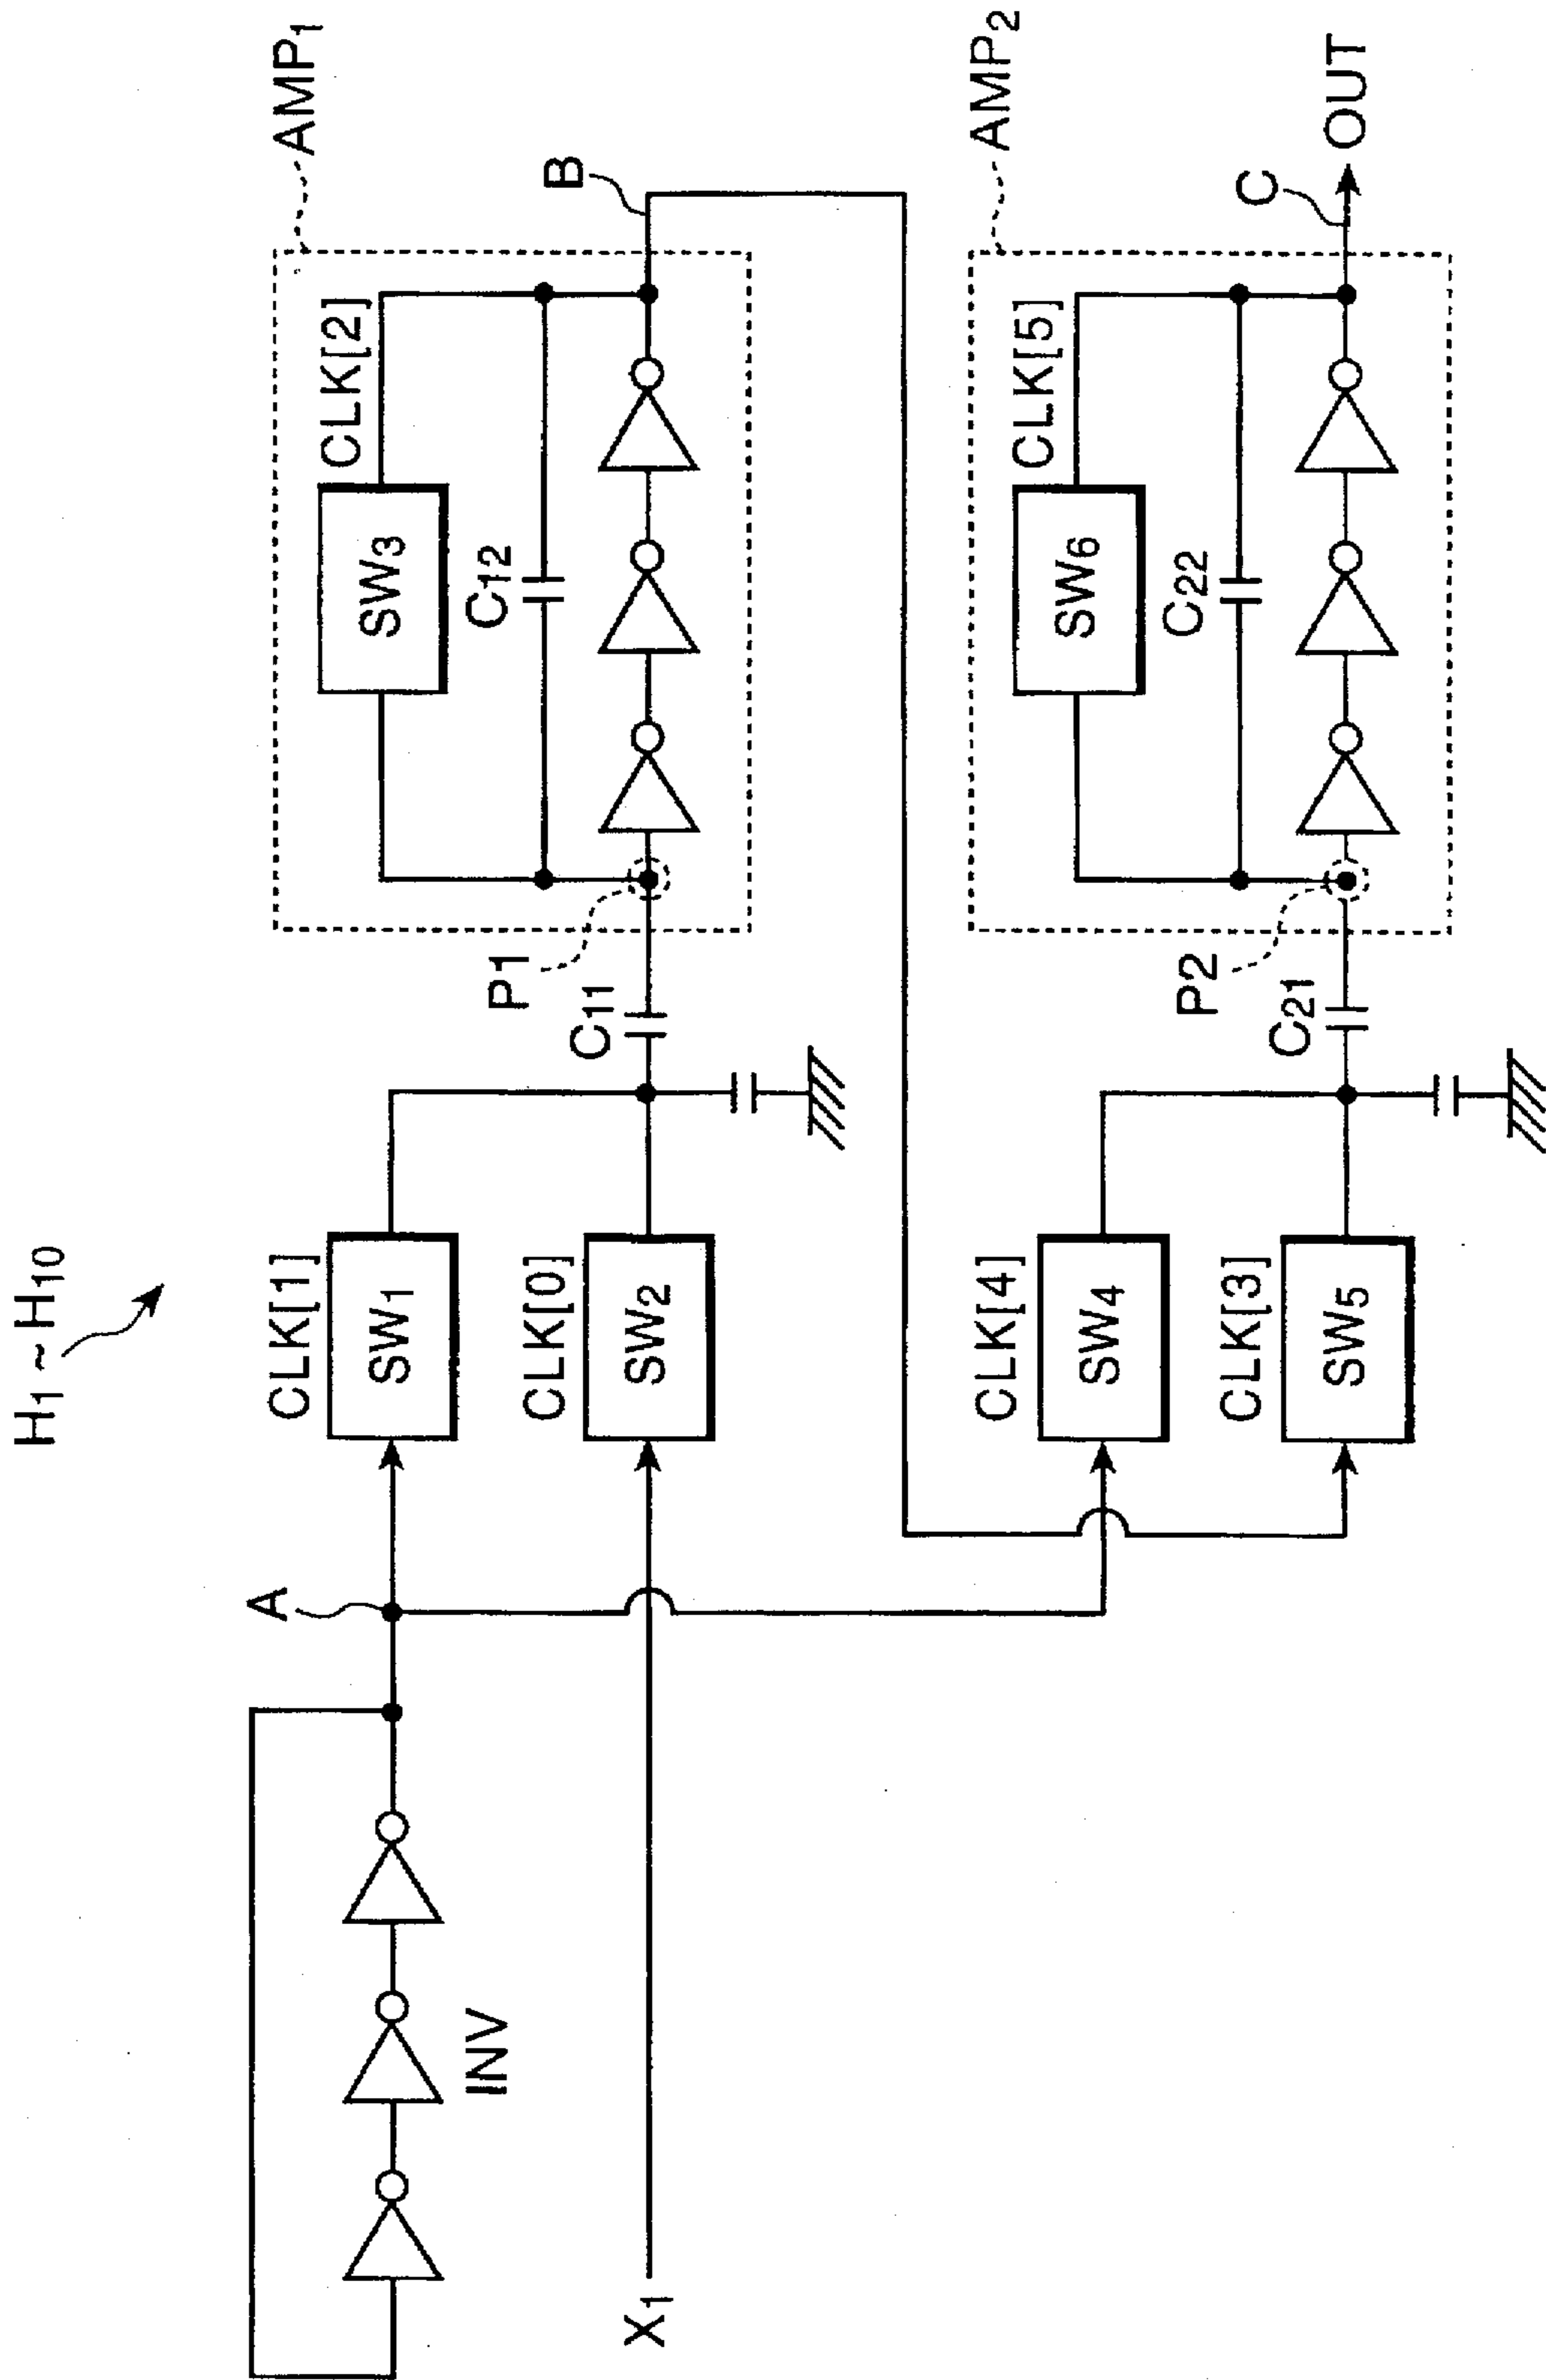 H1 ~ H10
AMP1
CLK[2]
SW3
C12
B
P1
C11
CLK[1]
SW1
CLK[0]
SW2
A
INV
X1
AMP2
CLK[5]
SW6
C22
C
OUT
P2
C21
CLK[4]
SW4
CLK[3]
SW5